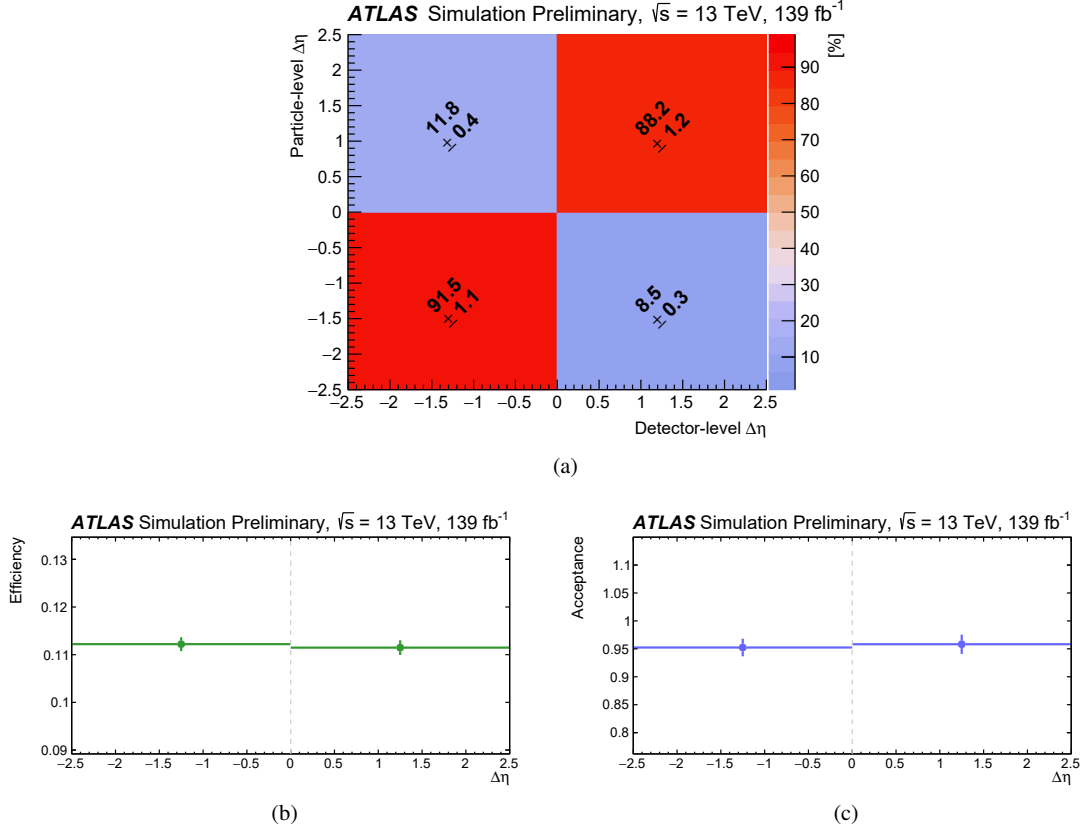 ATLAS Simulation Preliminary, √s = 13 TeV, 139 fb⁻¹
[%]
Particle-level Δη
2.5
2
1.5
1
0.5
0
−0.5
−1
−1.5
−2
−2.5
11.8
± 0.4
88.2
± 1.2
91.5
± 1.1
8.5
± 0.3
90
80
70
60
50
40
30
20
10
−2.5 −2 −1.5 −1 −0.5 0 0.5 1 1.5 2 2.5
Detector-level Δη
(a)
ATLAS Simulation Preliminary, √s = 13 TeV, 139 fb⁻¹
Efficiency
0.13
0.12
0.11
0.1
0.09
−2.5 −2 −1.5 −1 −0.5 0 0.5 1 1.5 2 2.5
Δη
(b)
ATLAS Simulation Preliminary, √s = 13 TeV, 139 fb⁻¹
Acceptance
1.1
1.05
1
0.95
0.9
0.85
0.8
−2.5 −2 −1.5 −1 −0.5 0 0.5 1 1.5 2 2.5
Δη
(c)